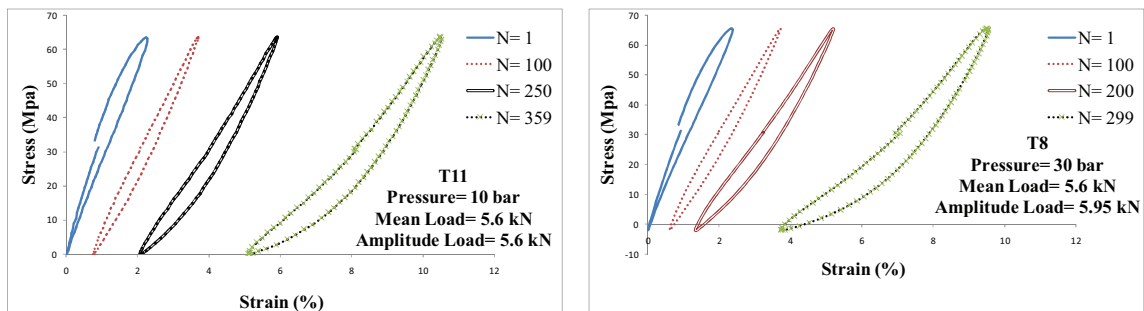 70
60
50
40
30
20
10
0
0 2 4 6 8 10 12
Stress (Mpa)
Strain (%)
N= 1
N= 100
N= 250
N= 359
T11
Pressure= 10 bar
Mean Load= 5.6 kN
Amplitude Load= 5.6 kN
70
60
50
40
30
20
10
0
-10
0 2 4 6 8 10 12
Stress (Mpa)
Strain (%)
N= 1
N= 100
N= 200
N= 299
T8
Pressure= 30 bar
Mean Load= 5.6 kN
Amplitude Load= 5.95 kN